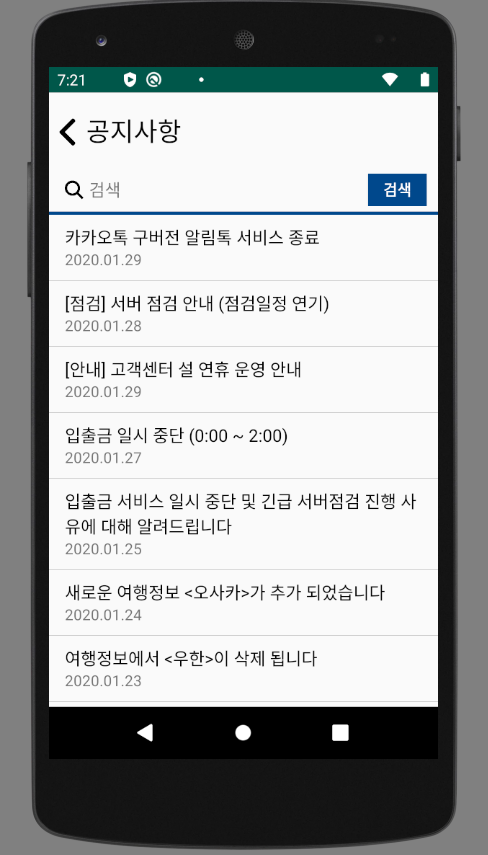 7:21
공지사항
검색
검색
카카오톡 구버전 알림톡 서비스 종료
2020.01.29
[점검] 서버 점검 안내 (점검일정 연기)
2020.01.28
[안내] 고객센터 설 연휴 운영 안내
2020.01.29
입출금 일시 중단 (0:00 ~ 2:00)
2020.01.27
입출금 서비스 일시 중단 및 긴급 서버점검 진행 사
유에 대해 알려드립니다
2020.01.25
새로운 여행정보 <오사카>가 추가 되었습니다
2020.01.24
여행정보에서 <우한>이 삭제 됩니다
2020.01.23